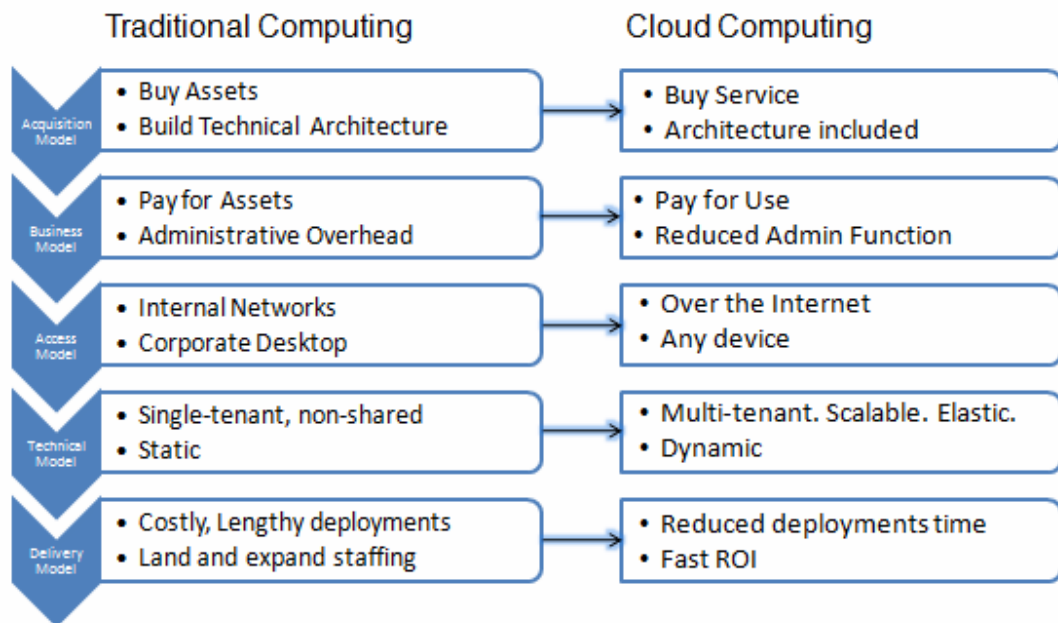 Traditional Computing
Cloud Computing
Acquisition
Model
• Buy Assets
• Build Technical Architecture
• Buy Service
• Architecture included
Business
Model
• Pay for Assets
• Administrative Overhead
• Pay for Use
• Reduced Admin Function
Access
Model
• Internal Networks
• Corporate Desktop
• Over the Internet
• Any device
Technical
Model
• Single-tenant, non-shared
• Static
• Multi-tenant. Scalable. Elastic.
• Dynamic
Delivery
Model
• Costly, Lengthy deployments
• Land and expand staffing
• Reduced deployments time
• Fast ROI